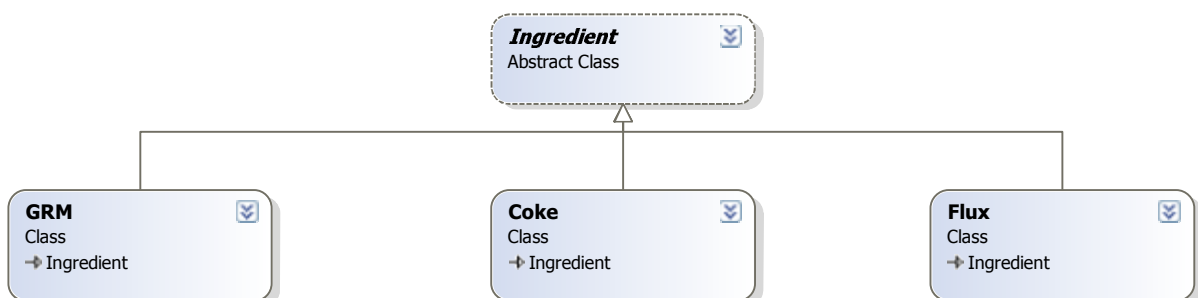 Ingredient
Abstract Class
GRM
Class
Ingredient
Coke
Class
Ingredient
Flux
Class
Ingredient